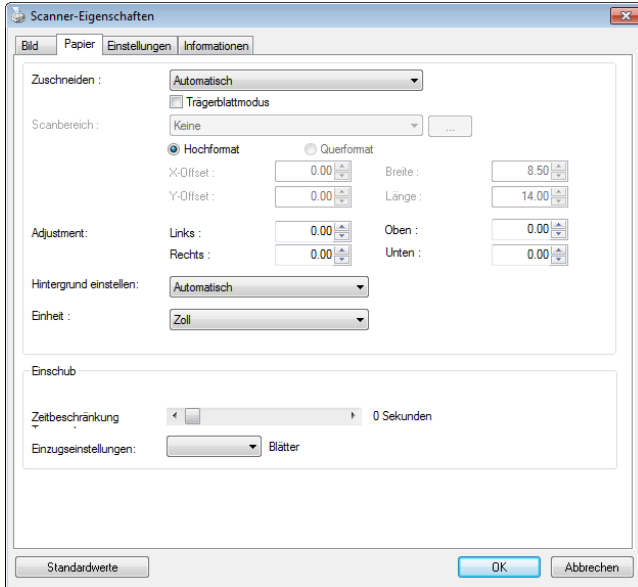 Scanner-Eigenschaften
Bild Papier Einstellungen Informationen
Zuschneiden : Automatisch
Trägerblattmodus
Scanbereich : Keine ...
Hochformat Querformat
X-Offset : 0.00 Breite : 8.50
Y-Offset : 0.00 Länge : 14.00
Adjustment: Links : 0.00 Oben : 0.00
Rechts : 0.00 Unten : 0.00
Hintergrund einstellen: Automatisch
Einheit : Zoll
Einschub
Zeitbeschränkung 0 Sekunden
Einzugseinstellungen: Blätter
Standardwerte OK Abbrechen